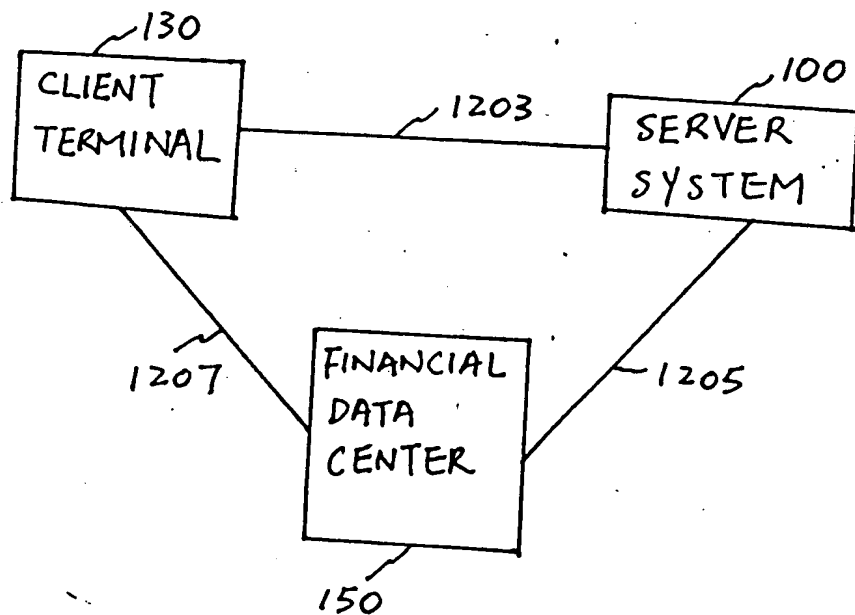 130
CLIENT
TERMINAL
1203
100
SERVER
SYSTEM
1207
FINANCIAL
DATA
CENTER
1205
150